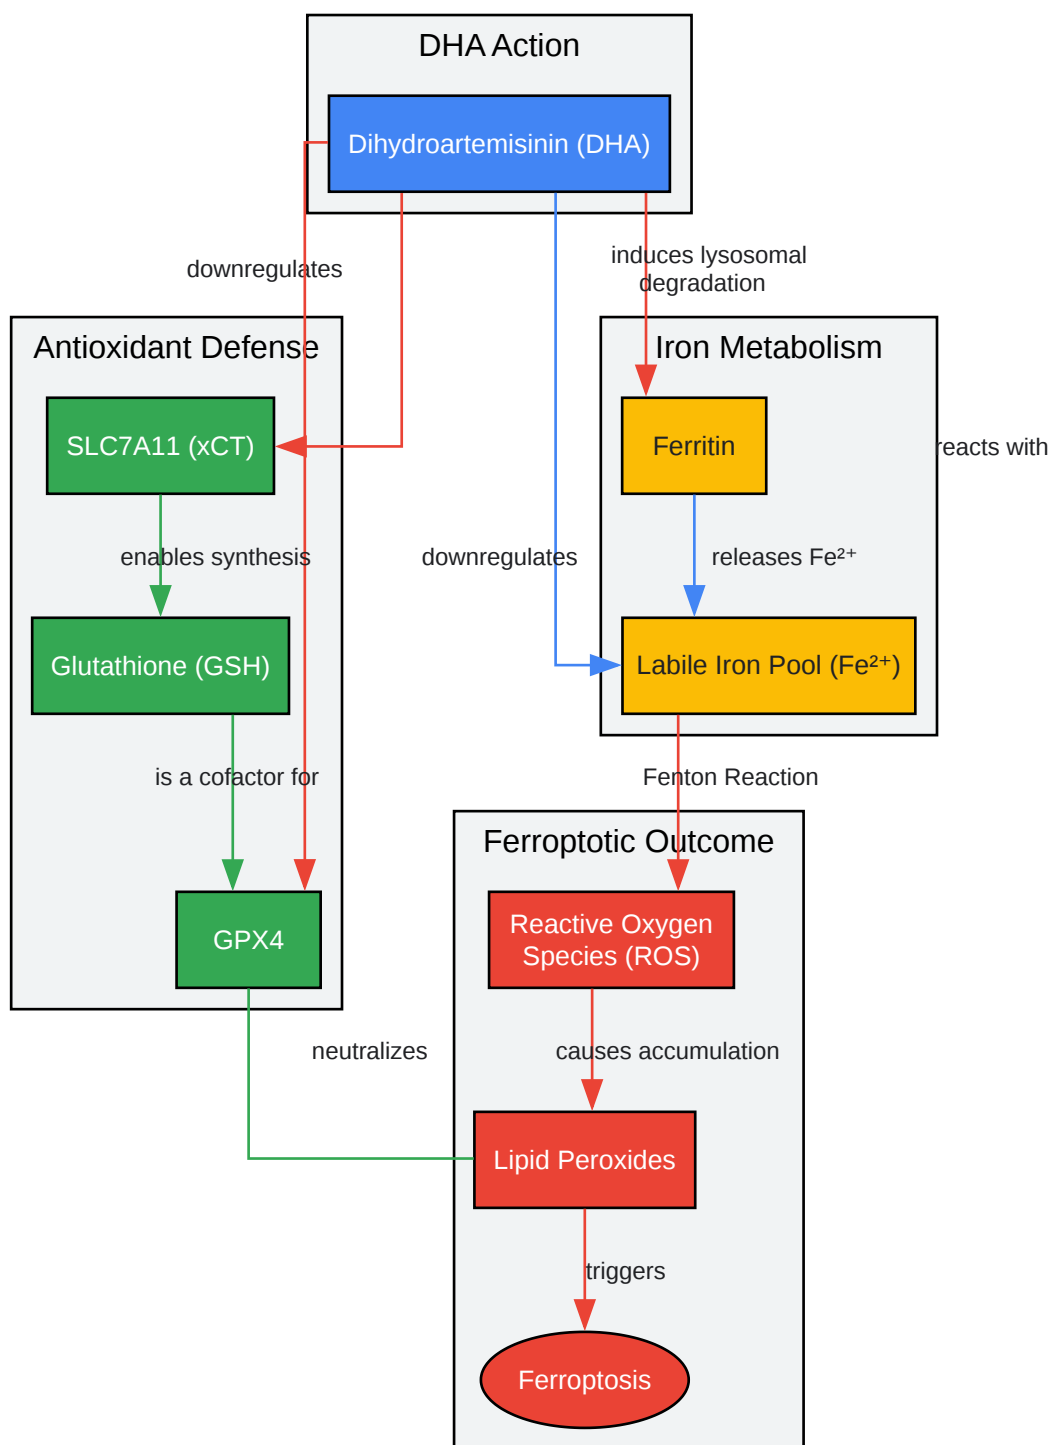 DHA Action
Dihydroartemisinin (DHA)
downregulates
induces lysosomal
degradation
Antioxidant Defense
Iron Metabolism
SLC7A11 (xCT)
Ferritin
reacts with
enables synthesis
downregulates
releases Fe²⁺
Glutathione (GSH)
Labile Iron Pool (Fe²⁺)
is a cofactor for
Fenton Reaction
Ferroptotic Outcome
GPX4
Reactive Oxygen
Species (ROS)
neutralizes
causes accumulation
Lipid Peroxides
triggers
Ferroptosis